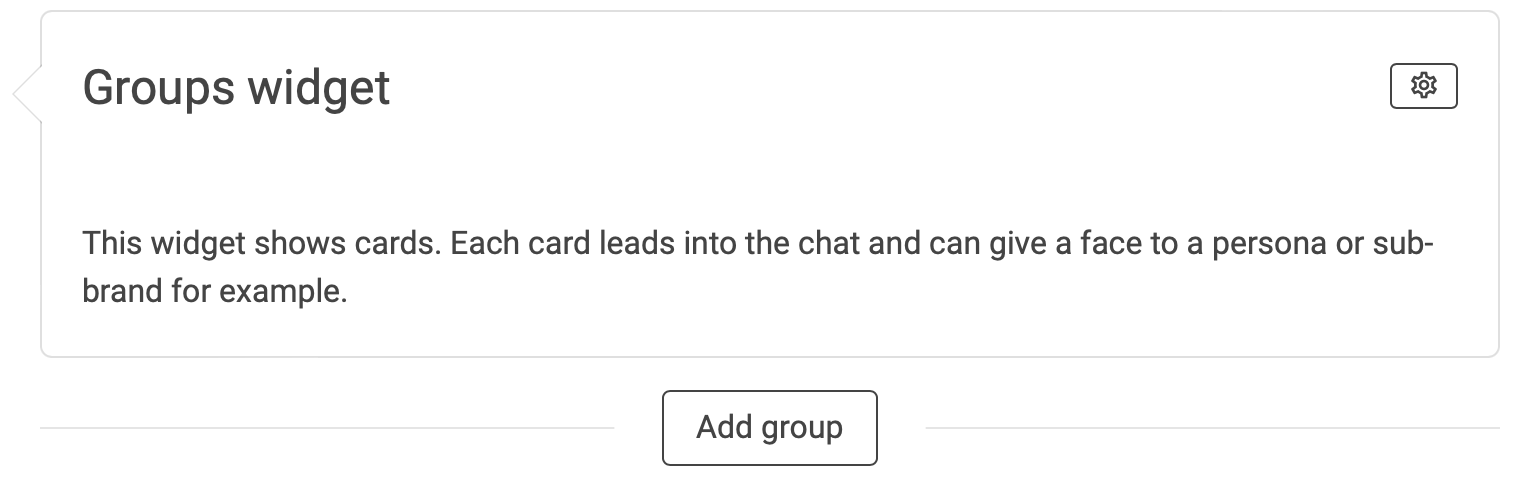 Groups widget
This widget shows cards. Each card leads into the chat and can give a face to a persona or sub-
brand for example.
Add group